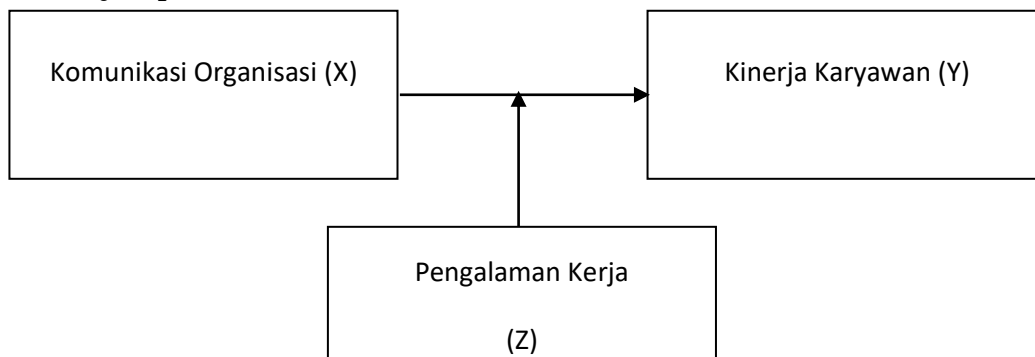 Komunikasi Organisasi (X)
Kinerja Karyawan (Y)
Pengalaman Kerja
(Z)